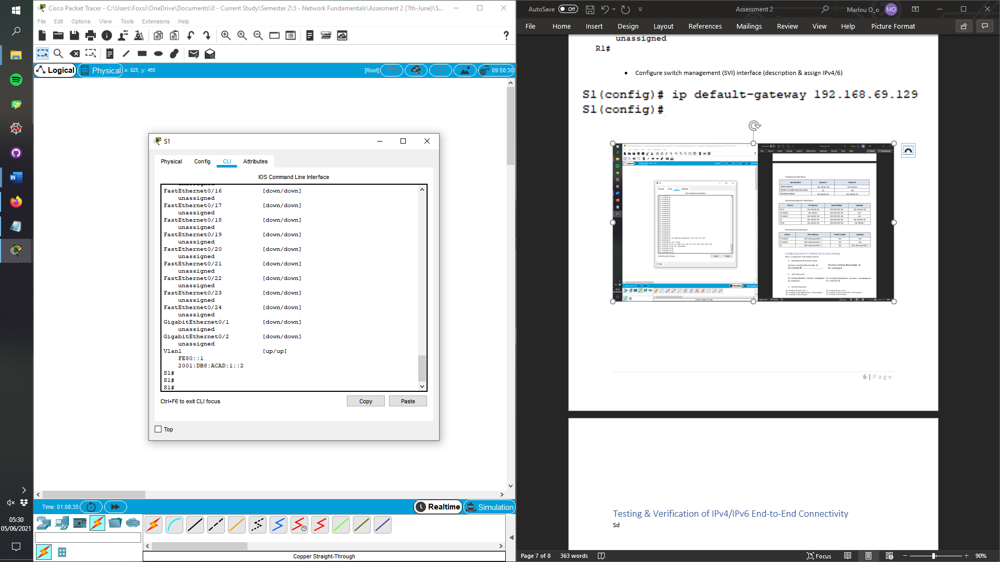 Cisco Packet Tracer - C:\Users\Foxsi\OneDrive\Documents\0 - Current Study\Semester 2\5 - Network Fundamentals\Assesment 2 (7th-June)\S...
File Edit Options View Tools Extensions Help
Logical
Physical
x: 825, y: 465
[Root]
09:50:30
S1
Physical Config CLI Attributes
IOS Command Line Interface
FastEthernet0/16 [down/down]
unassigned
FastEthernet0/17 [down/down]
unassigned
FastEthernet0/18 [down/down]
unassigned
FastEthernet0/19 [down/down]
unassigned
FastEthernet0/20 [down/down]
unassigned
FastEthernet0/21 [down/down]
unassigned
FastEthernet0/22 [down/down]
unassigned
FastEthernet0/23 [down/down]
unassigned
FastEthernet0/24 [down/down]
unassigned
GigabitEthernet0/1 [down/down]
unassigned
GigabitEthernet0/2 [down/down]
unassigned
Vlan1 [up/up]
FE80::1
2001:DB8:ACAD:1::2
S1#
S1#
S1#
Ctrl+F6 to exit CLI focus
Copy
Paste
Top
Time: 01:08:35
Realtime
Simulation
Copper Straight-Through
05:30
05/06/2021
AutoSave Off
Assessment 2
Marlou O_o
MO
File Home Insert Design Layout References Mailings Review View Help Picture Format
unassigned
R1#
• Configure switch management (SVI) interface (description & assign IPv4/6)
S1(config)# ip default-gateway 192.168.69.129
S1(config)#
6 | Page
Testing & Verification of IPv4/IPv6 End-to-End Connectivity
Sd
Page 7 of 8
363 words
Focus
90%